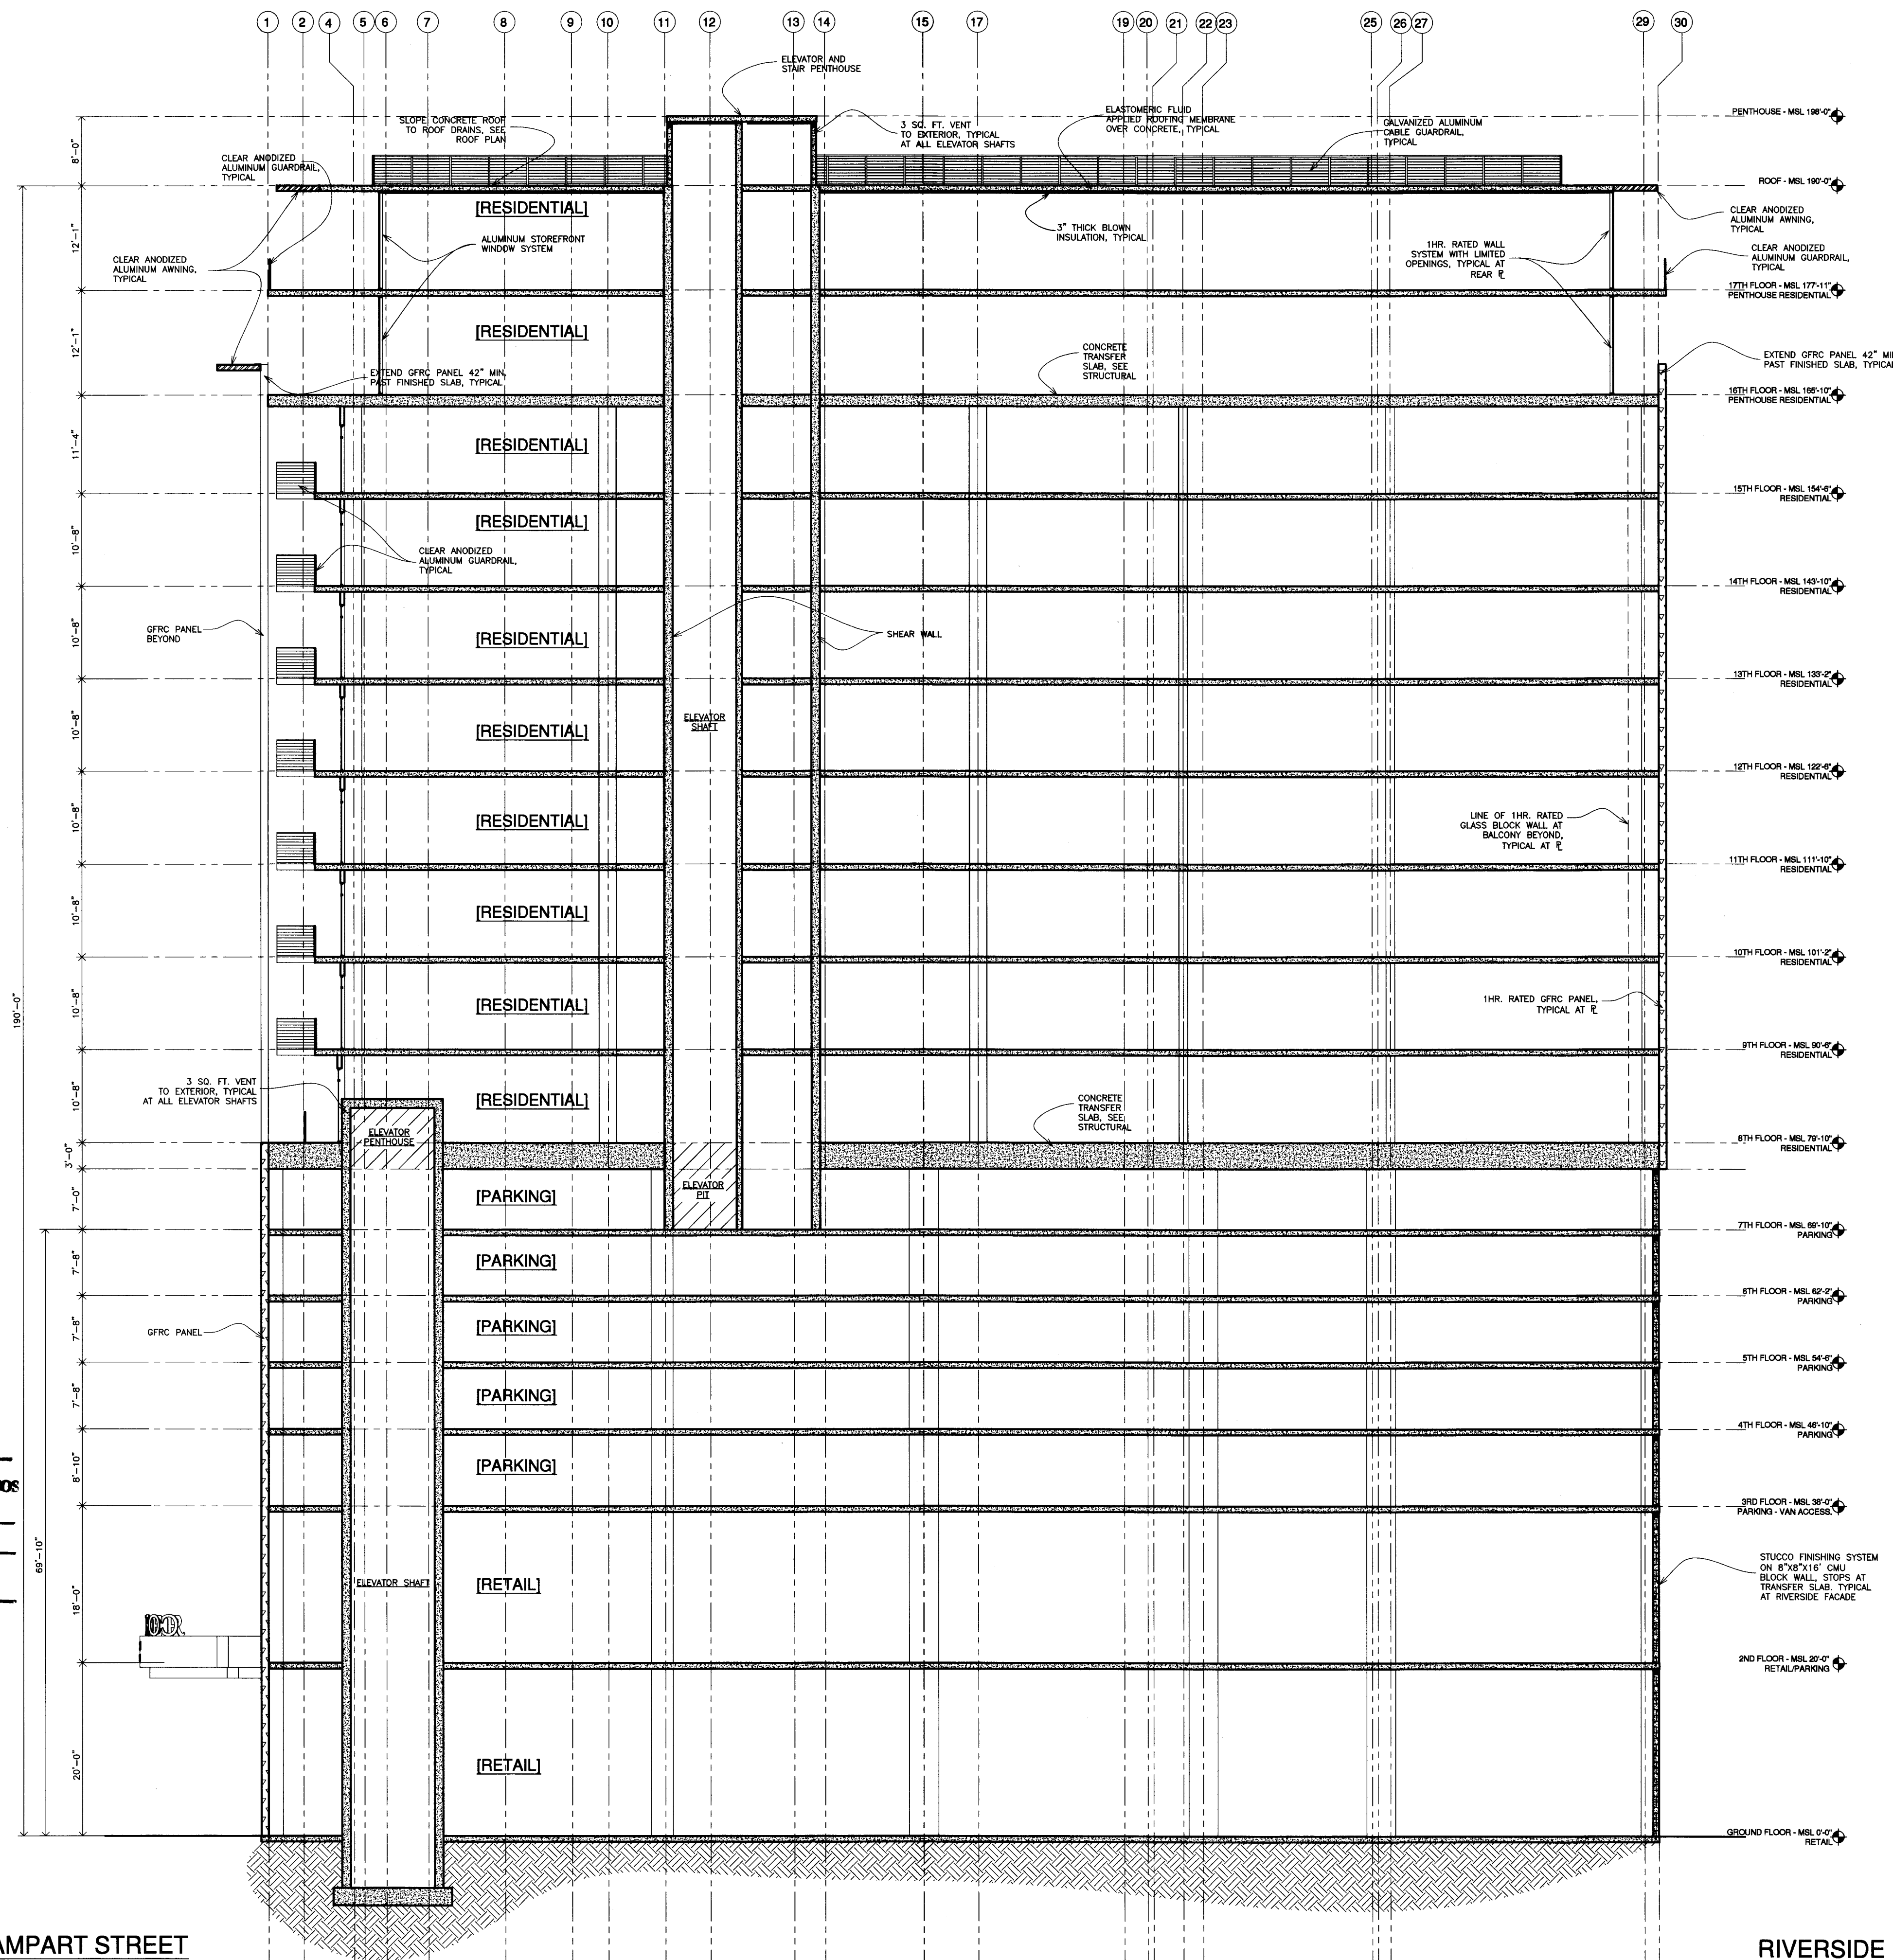 1 2 4 5 6 7 8 9 10 11 12 13 14 15 17 19 20 21 22 23 25 26 27 29 30
ELEVATOR AND
STAIR PENTHOUSE
SLOPE CONCRETE ROOF
TO ROOF DRAINS, SEE
ROOF PLAN
3 SQ. FT. VENT
TO EXTERIOR, TYPICAL
AT ALL ELEVATOR SHAFTS
ELASTOMERIC FLUID
APPLIED ROOFING MEMBRANE
OVER CONCRETE, TYPICAL
GALVANIZED ALUMINUM
CABLE GUARDRAIL,
TYPICAL
PENTHOUSE - MSL 198'-0"
8'-0"
CLEAR ANODIZED
ALUMINUM GUARDRAIL,
TYPICAL
ROOF - MSL 190'-0"
[RESIDENTIAL]
CLEAR ANODIZED
ALUMINUM AWNING,
TYPICAL
3" THICK BLOWN
INSULATION, TYPICAL
ALUMINUM STOREFRONT
WINDOW SYSTEM
12'-1"
1HR. RATED WALL
SYSTEM WITH LIMITED
OPENINGS, TYPICAL AT
REAR ℄
CLEAR ANODIZED
ALUMINUM GUARDRAIL,
TYPICAL
CLEAR ANODIZED
ALUMINUM AWNING,
TYPICAL
17TH FLOOR - MSL 177'-11"
PENTHOUSE RESIDENTIAL
[RESIDENTIAL]
12'-1"
CONCRETE
TRANSFER
SLAB, SEE
STRUCTURAL
EXTEND GFRC PANEL 42" MIN.
PAST FINISHED SLAB, TYPICAL
EXTEND GFRC PANEL 42" MI
PAST FINISHED SLAB, TYPICAL
16TH FLOOR - MSL 165'-10"
PENTHOUSE RESIDENTIAL
11'-4"
[RESIDENTIAL]
15TH FLOOR - MSL 154'-6"
RESIDENTIAL
10'-8"
[RESIDENTIAL]
CLEAR ANODIZED
ALUMINUM GUARDRAIL,
TYPICAL
14TH FLOOR - MSL 143'-10"
RESIDENTIAL
10'-8"
GFRC PANEL
BEYOND
[RESIDENTIAL]
SHEAR WALL
13TH FLOOR - MSL 133'-2"
RESIDENTIAL
10'-8"
[RESIDENTIAL]
ELEVATOR
SHAFT
12TH FLOOR - MSL 122'-6"
RESIDENTIAL
10'-8"
[RESIDENTIAL]
LINE OF 1HR. RATED
GLASS BLOCK WALL AT
BALCONY BEYOND,
TYPICAL AT ℄
11TH FLOOR - MSL 111'-10"
RESIDENTIAL
10'-8"
[RESIDENTIAL]
10TH FLOOR - MSL 101'-2"
RESIDENTIAL
190'-0"
10'-8"
[RESIDENTIAL]
1HR. RATED GFRC PANEL,
TYPICAL AT ℄
9TH FLOOR - MSL 90'-6"
RESIDENTIAL
3 SQ. FT. VENT
TO EXTERIOR, TYPICAL
AT ALL ELEVATOR SHAFTS
10'-8"
[RESIDENTIAL]
CONCRETE
TRANSFER
SLAB, SEE
STRUCTURAL
ELEVATOR
PENTHOUSE
8TH FLOOR - MSL 79'-10"
RESIDENTIAL
3'-0"
7'-0"
[PARKING]
ELEVATOR
PIT
7TH FLOOR - MSL 69'-10"
PARKING
7'-8"
[PARKING]
6TH FLOOR - MSL 62'-2"
PARKING
7'-8"
GFRC PANEL
[PARKING]
5TH FLOOR - MSL 54'-6"
PARKING
7'-8"
[PARKING]
4TH FLOOR - MSL 46'-10"
PARKING
8'-10"
[PARKING]
3RD FLOOR - MSL 38'-0"
PARKING - VAN ACCESS.
69'-10"
18'-0"
ELEVATOR SHAFT
[RETAIL]
STUCCO FINISHING SYSTEM
ON 8"X8"X16' CMU
BLOCK WALL, STOPS AT
TRANSFER SLAB. TYPICAL
AT RIVERSIDE FACADE
2ND FLOOR - MSL 20'-0"
RETAIL/PARKING
20'-0"
[RETAIL]
GROUND FLOOR - MSL 0'-0"
RETAIL
AMPART STREET
RIVERSIDE